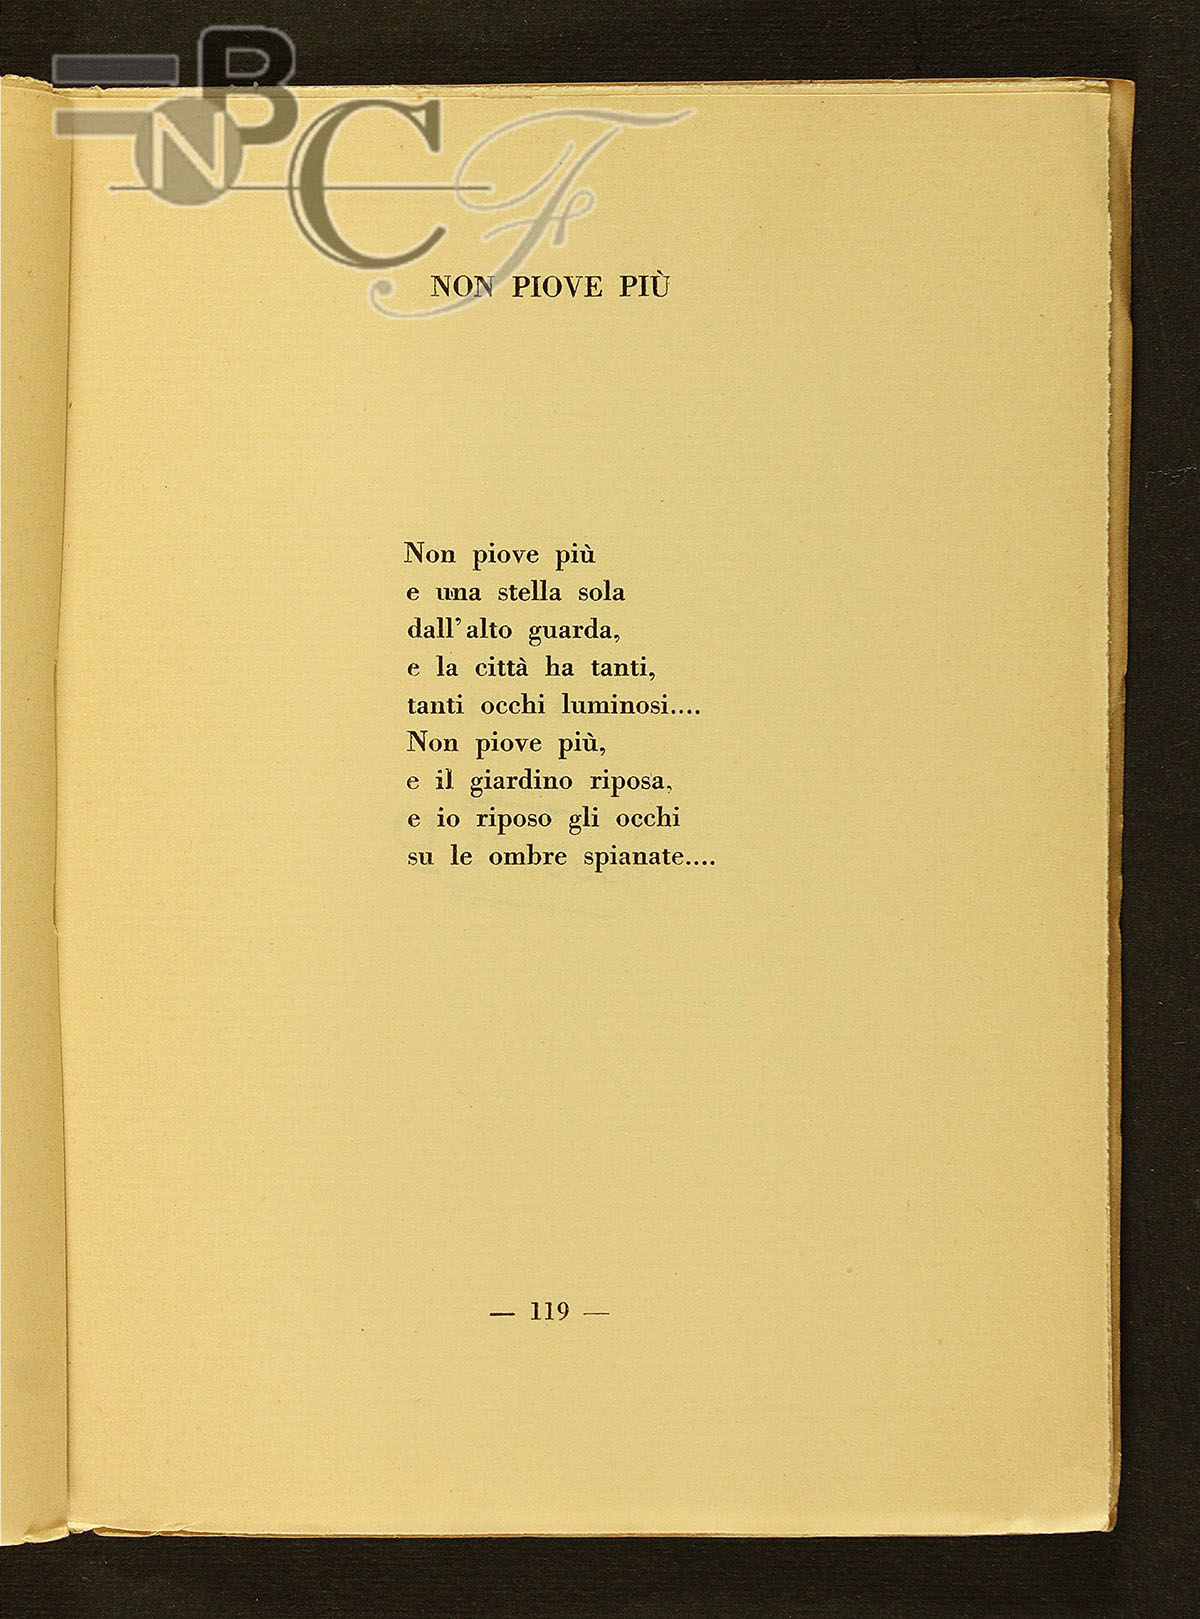 BNCF
NON PIOVE PIÙ
Non piove più
e una stella sola
dall'alto guarda,
e la città ha tanti,
tanti occhi luminosi....
Non piove più,
e il giardino riposa,
e io riposo gli occhi
su le ombre spianate....
— 119 —